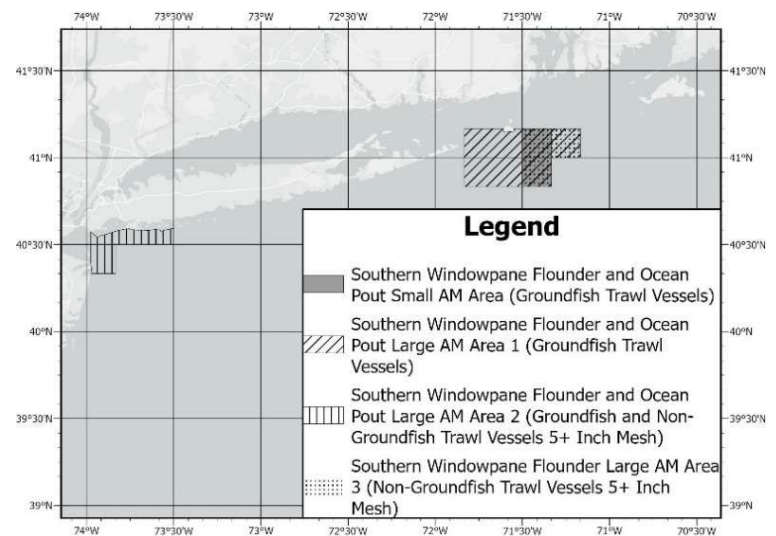 74°W 73°30'W 73°W 72°30'W 72°W 71°30'W 71°W 70°30'W
41°30'N 41°30'N
41°N 41°N
40°30'N 40°30'N
40°N 40°N
39°30'N 39°30'N
39°N 39°N
Legend
Southern Windowpane Flounder and Ocean
Pout Small AM Area (Groundfish Trawl Vessels)
Southern Windowpane Flounder and Ocean
Pout Large AM Area 1 (Groundfish Trawl
Vessels)
Southern Windowpane Flounder and Ocean
Pout Large AM Area 2 (Groundfish and Non-
Groundfish Trawl Vessels 5+ Inch Mesh)
Southern Windowpane Flounder Large AM Area
3 (Non-Groundfish Trawl Vessels 5+ Inch
Mesh)
74°W 73°30'W 73°W 72°30'W 72°W 71°30'W 71°W 70°30'W